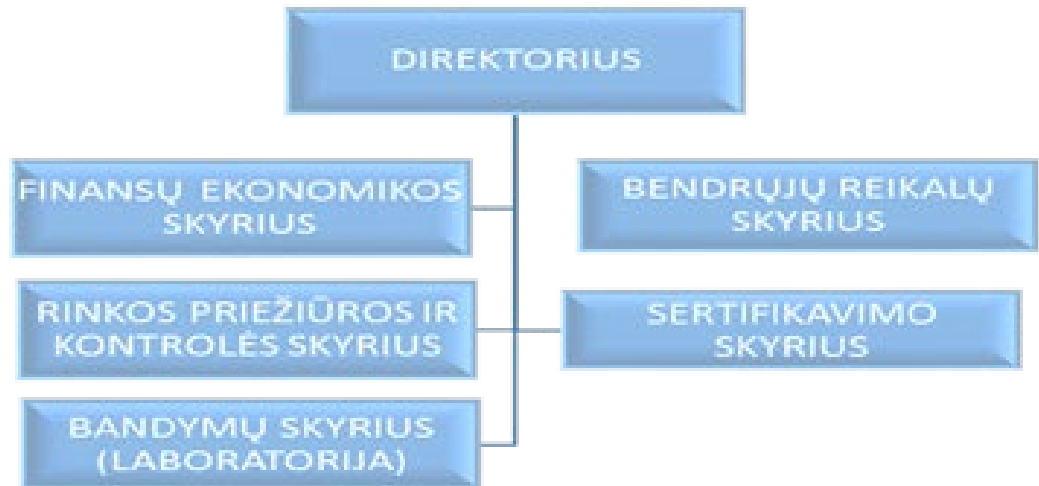 DIREKTORIUS
FINANSŲ EKONOMIKOS
SKYRIUS
BENDRŲJŲ REIKALŲ
SKYRIUS
RINKOS PRIEŽIŪROS IR
KONTROLĖS SKYRIUS
SERTIFIKAVIMO
SKYRIUS
BANDYMŲ SKYRIUS
(LABORATORIJA)